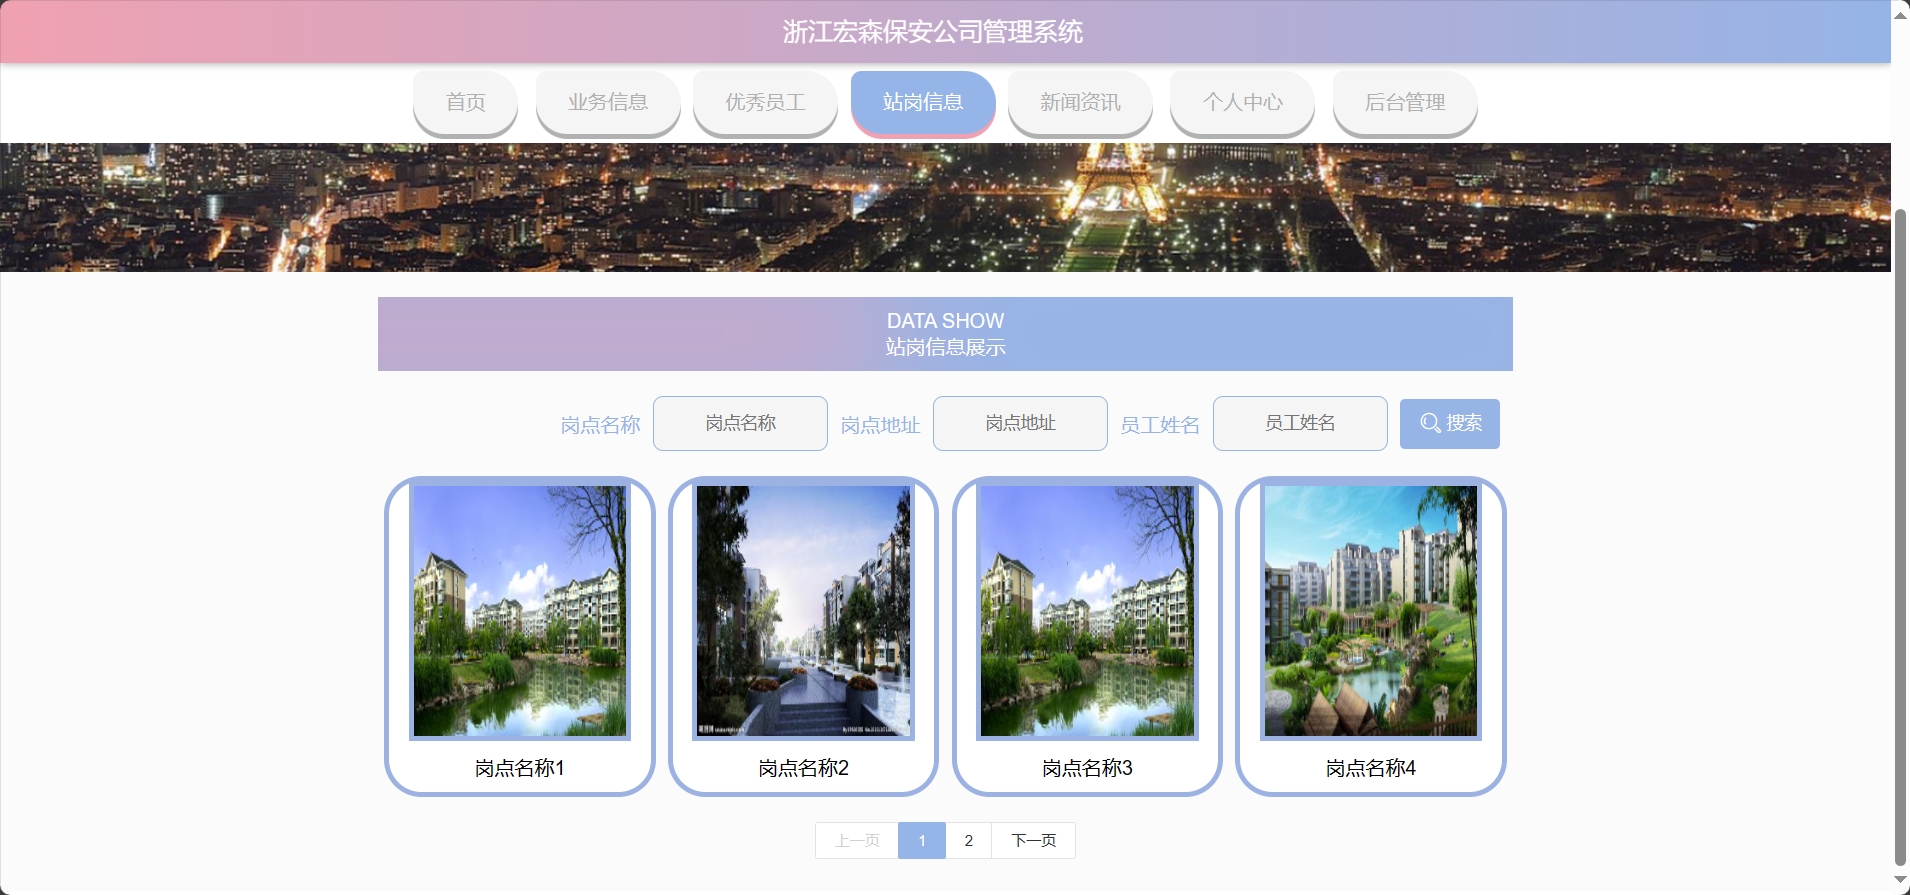 浙江宏森保安公司管理系统
首页 业务信息 优秀员工 站岗信息 新闻资讯 个人中心 后台管理
DATA SHOW
站岗信息展示
岗点名称 岗点名称 岗点地址 岗点地址 员工姓名 员工姓名 搜索
岗点名称1 岗点名称2 岗点名称3 岗点名称4
上一页 1 2 下一页